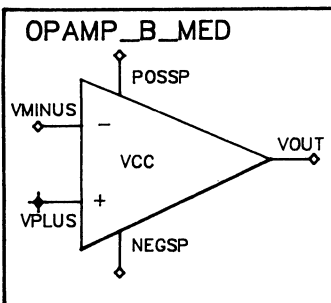 OPAMP_B_MED
POSSP
VMINUS
-
VOUT
VCC
+
VPLUS
NEGSP